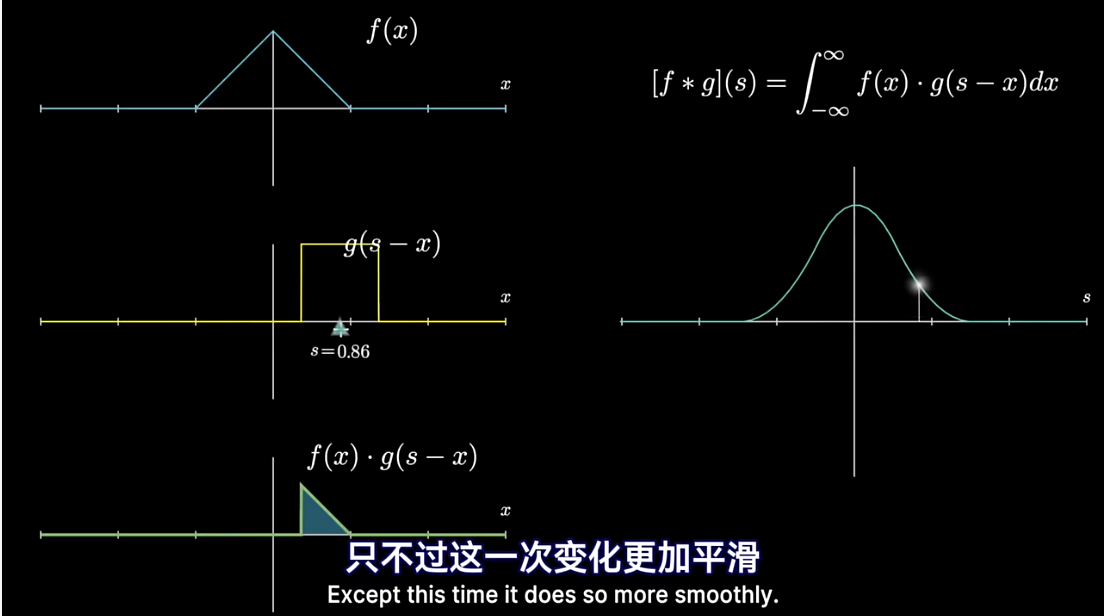 f(x)
x
[f * g](s) = ∫_{-∞}^{∞} f(x) · g(s − x)dx
g(s − x)
x
s=0.86
s
f(x) · g(s − x)
x
只不过这一次变化更加平滑
Except this time it does so more smoothly.